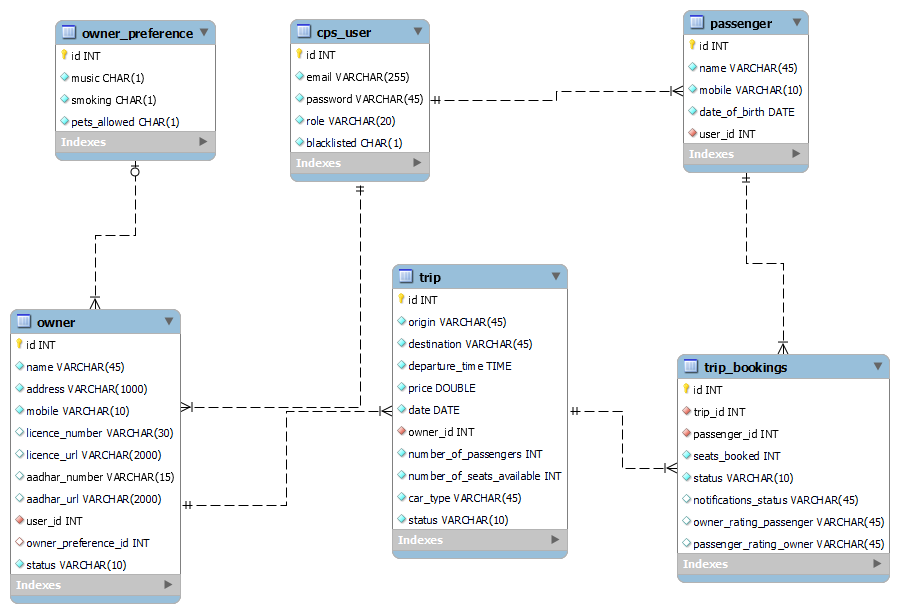 owner_preference
id INT
music CHAR(1)
smoking CHAR(1)
pets_allowed CHAR(1)
Indexes
cps_user
id INT
email VARCHAR(255)
password VARCHAR(45)
role VARCHAR(20)
blacklisted CHAR(1)
Indexes
passenger
id INT
name VARCHAR(45)
mobile VARCHAR(10)
date_of_birth DATE
user_id INT
Indexes
owner
id INT
name VARCHAR(45)
address VARCHAR(1000)
mobile VARCHAR(10)
licence_number VARCHAR(30)
licence_url VARCHAR(2000)
aadhar_number VARCHAR(15)
aadhar_url VARCHAR(2000)
user_id INT
owner_preference_id INT
status VARCHAR(10)
Indexes
trip
id INT
origin VARCHAR(45)
destination VARCHAR(45)
departure_time TIME
price DOUBLE
date DATE
owner_id INT
number_of_passengers INT
number_of_seats_available INT
car_type VARCHAR(45)
status VARCHAR(10)
Indexes
trip_bookings
id INT
trip_id INT
passenger_id INT
seats_booked INT
status VARCHAR(10)
notifications_status VARCHAR(45)
owner_rating_passenger VARCHAR(45)
passenger_rating_owner VARCHAR(45)
Indexes